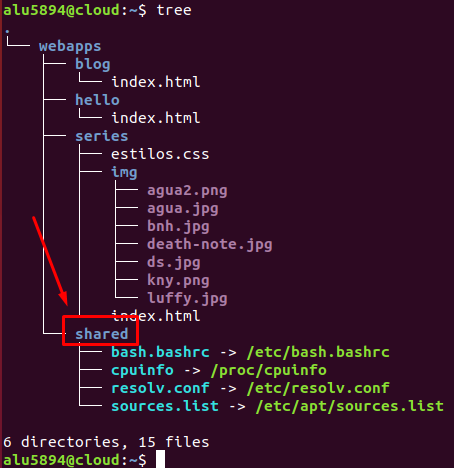 alu5894@cloud:~$ tree
.
└── webapps
    ├── blog
    │   └── index.html
    ├── hello
    │   └── index.html
    ├── series
    │   ├── estilos.css
    │   ├── img
    │   │   ├── agua2.png
    │   │   ├── agua.jpg
    │   │   ├── bnh.jpg
    │   │   ├── death-note.jpg
    │   │   ├── ds.jpg
    │   │   ├── kny.png
    │   │   └── luffy.jpg
    │   └── index.html
    └── shared
        ├── bash.bashrc -> /etc/bash.bashrc
        ├── cpuinfo -> /proc/cpuinfo
        ├── resolv.conf -> /etc/resolv.conf
        └── sources.list -> /etc/apt/sources.list
6 directories, 15 files
alu5894@cloud:~$